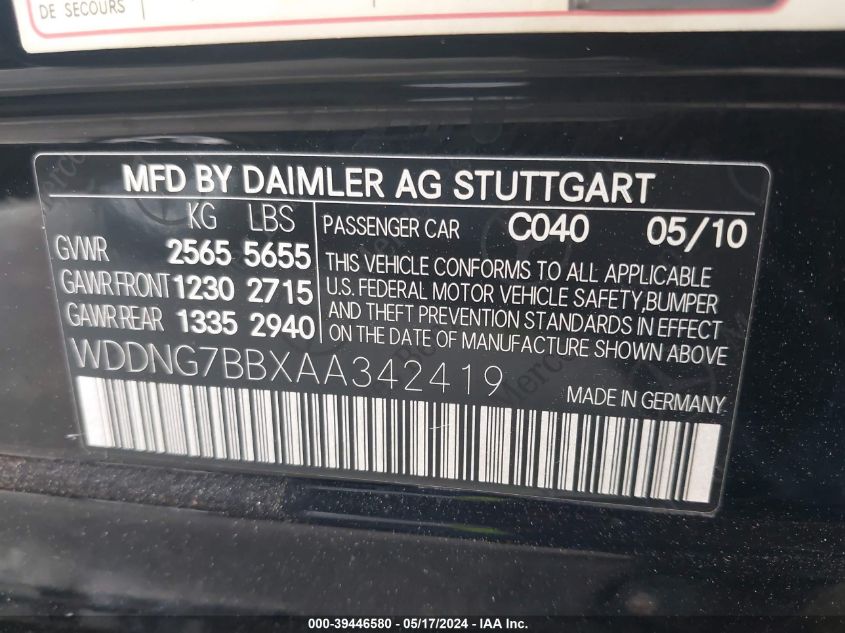 DE SECOURS
MFD BY DAIMLER AG STUTTGART
KG LBS
GVWR 2565 5655
GAWR FRONT 1230 2715
GAWR REAR 1335 2940
PASSENGER CAR C040 05/10
THIS VEHICLE CONFORMS TO ALL APPLICABLE
U.S. FEDERAL MOTOR VEHICLE SAFETY,BUMPER
AND THEFT PREVENTION STANDARDS IN EFFECT
ON THE DATE OF MANUFACTURE SHOWN ABOVE
WDDNG7BBXAA342419
MADE IN GERMANY
000-39446580 - 05/17/2024 - IAA Inc.